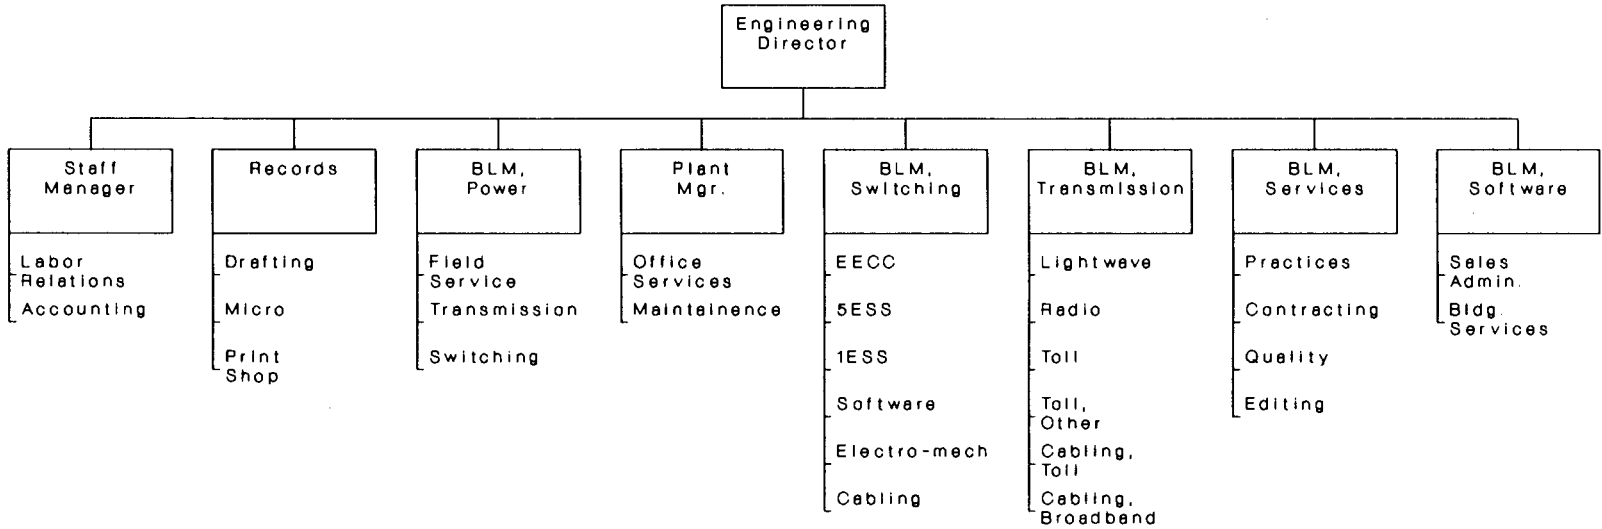 Engineering
Director
Staff
Manager
Labor
Relations
Accounting
Records
Drafting
Micro
Print
Shop
BLM,
Power
Field
Service
Transmission
Switching
Plant
Mgr.
Office
Services
Maintainence
BLM,
Switching
EECC
5ESS
1ESS
Software
Electro-mech
Cabling
BLM,
Transmission
Lightwave
Radio
Toll
Toll,
Other
Cabling,
Toll
Cabling,
Broadband
BLM,
Services
Practices
Contracting
Quality
Editing
BLM,
Software
Sales
Admin.
Bldg.
Services